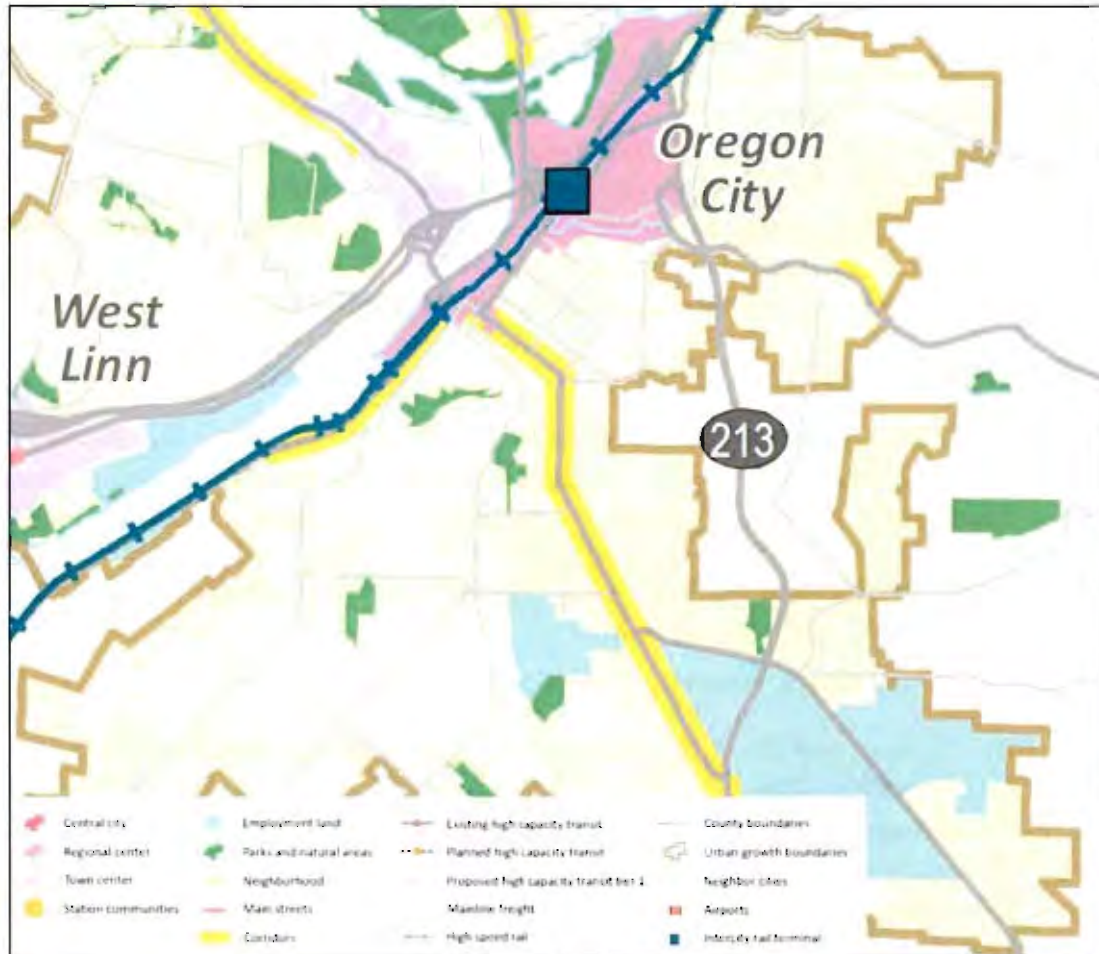 Oregon
City
West
Linn
213
Central city
Regional center
Town center
Station communities
Employment land
Parks and natural areas
Neighborhood
Main streets
Corridors
Existing high capacity transit
Planned high capacity transit
Proposed high capacity transit tier 1
Mainline freight
High speed rail
County boundaries
Urban growth boundaries
Neighbor cities
Airports
InterCity rail terminal